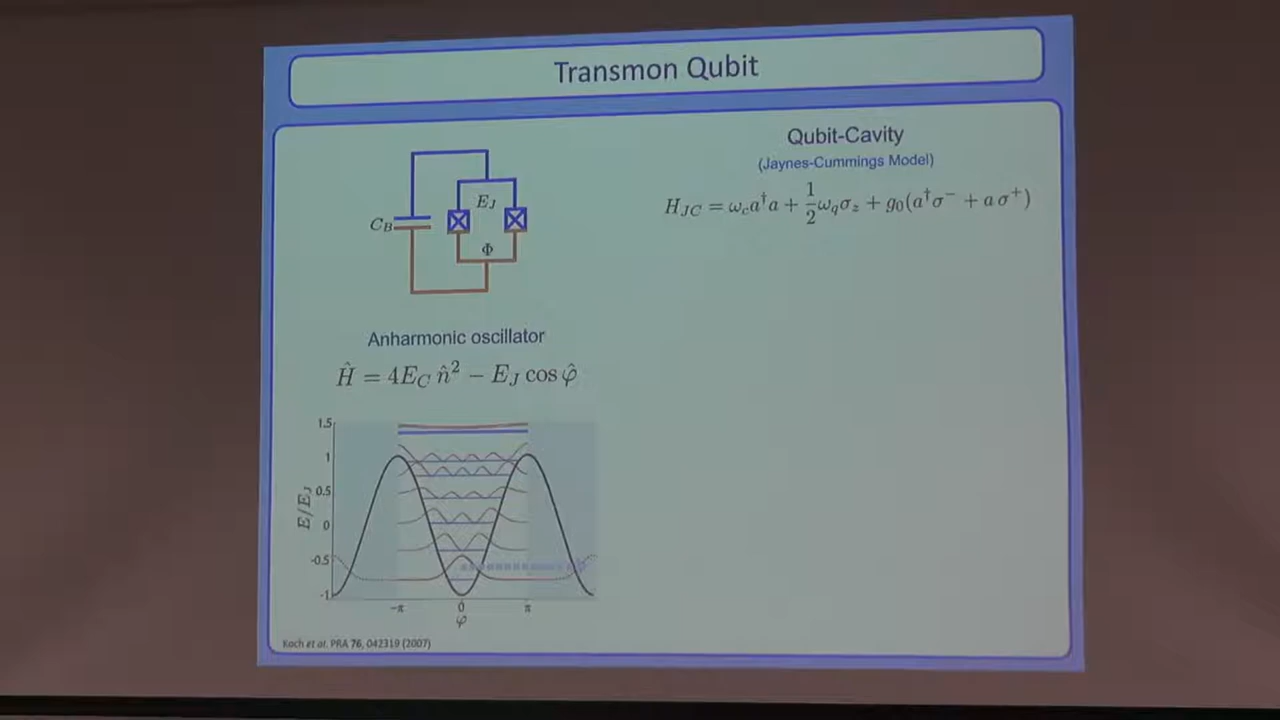 Transmon Qubit
C_B
E_J
Φ
Anharmonic oscillator
Ĥ = 4E_C n̂² − E_J cos φ̂
E/E_J
1.5
1
0.5
0
-0.5
-1
−π 0 π
φ
Koch et al. PRA 76, 042319 (2007)
Qubit-Cavity
(Jaynes-Cummings Model)
H_JC = ω_c a†a + 1/2 ω_q σ_z + g₀(a†σ⁻ + a σ⁺)